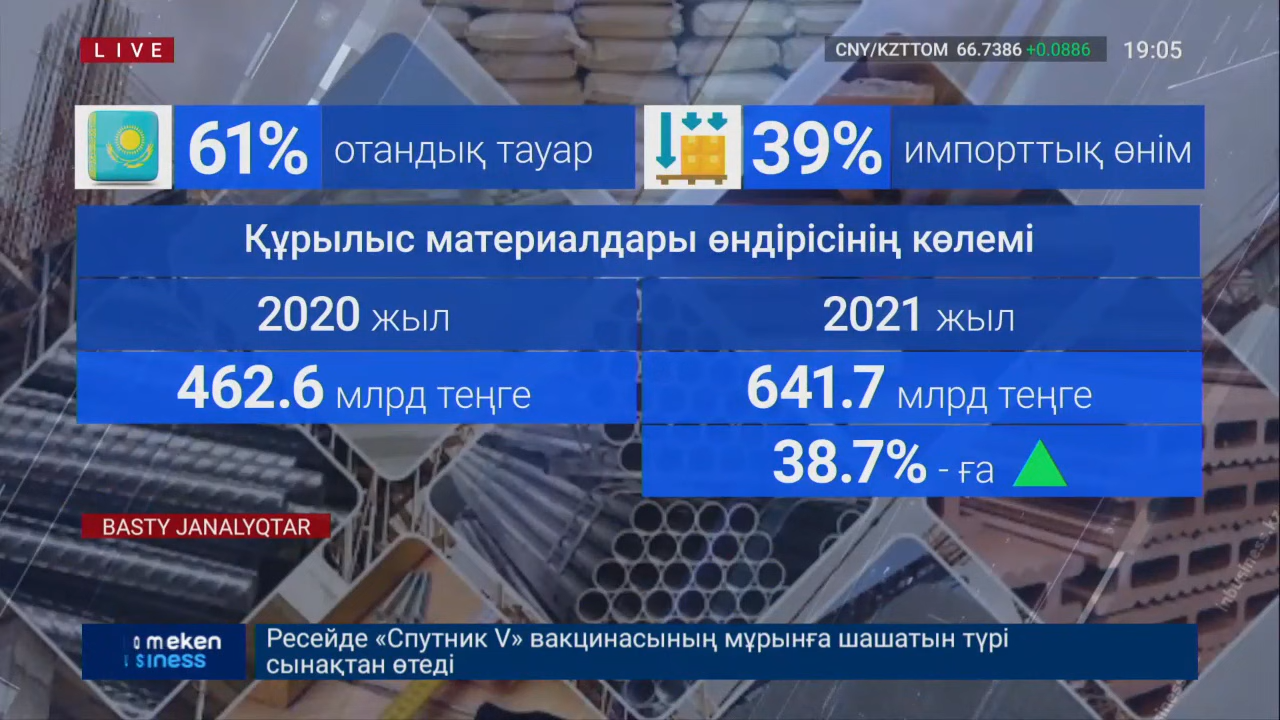 LIVE
CNY/KZTTOM 66.7386 +0.0886
19:05
61% отандық тауар
39% импорттық өнім
Құрылыс материалдары өндірісінің көлемі
2020 жыл
2021 жыл
462.6 млрд теңге
641.7 млрд теңге
38.7% - ға
BASTY JANALYQTAR
meken
Ресейде «Спутник V» вакцинасының мұрынға шашатын түрі
сынақтан өтеді
inbusiness.kz